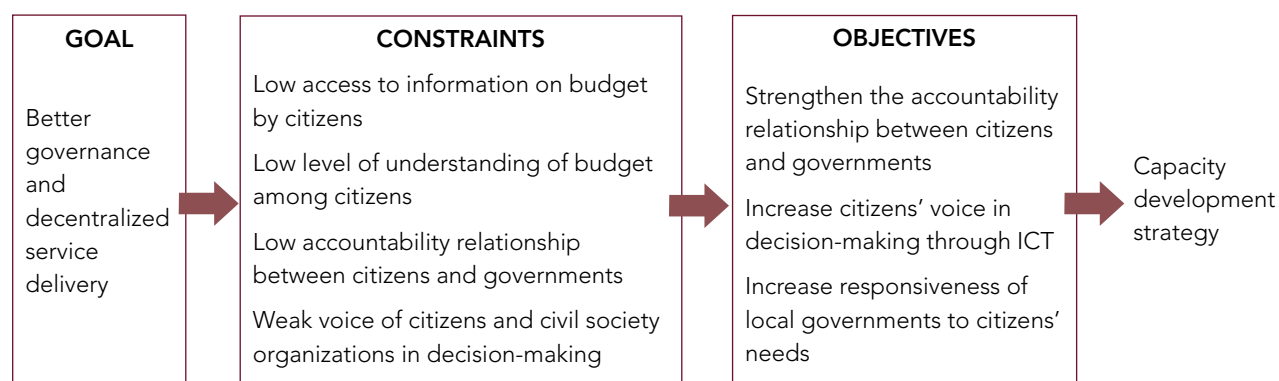 GOAL
Better
governance
and
decentralized
service
delivery
CONSTRAINTS
Low access to information on budget
by citizens
Low level of understanding of budget
among citizens
Low accountability relationship
between citizens and governments
Weak voice of citizens and civil society
organizations in decision-making
OBJECTIVES
Strengthen the accountability
relationship between citizens
and governments
Increase citizens’ voice in
decision-making through ICT
Increase responsiveness of
local governments to citizens’
needs
Capacity
development
strategy